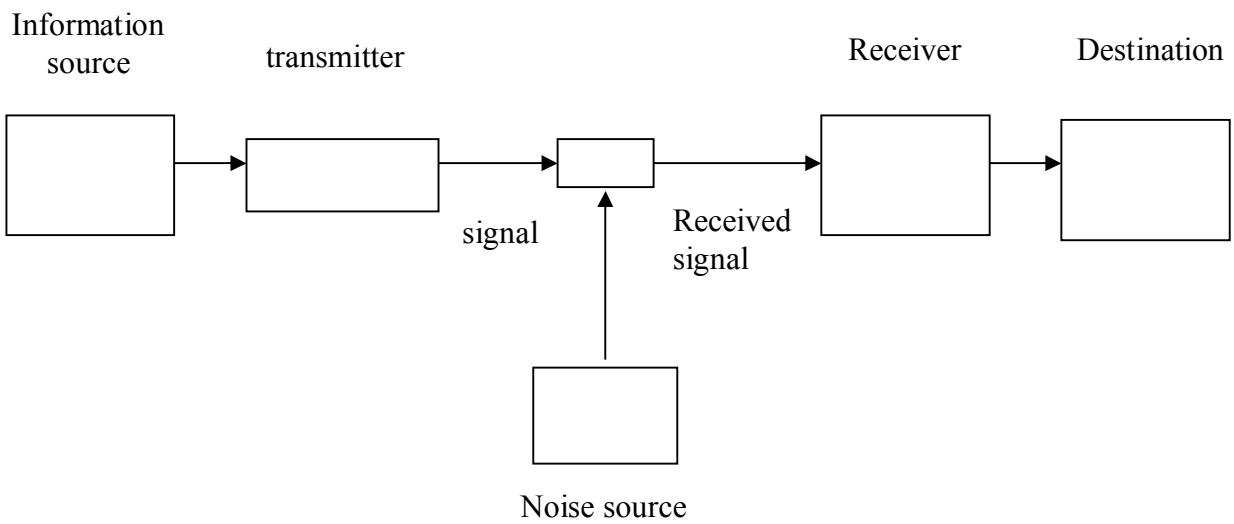 Information
source
transmitter
Receiver
Destination
signal
Received
signal
Noise source